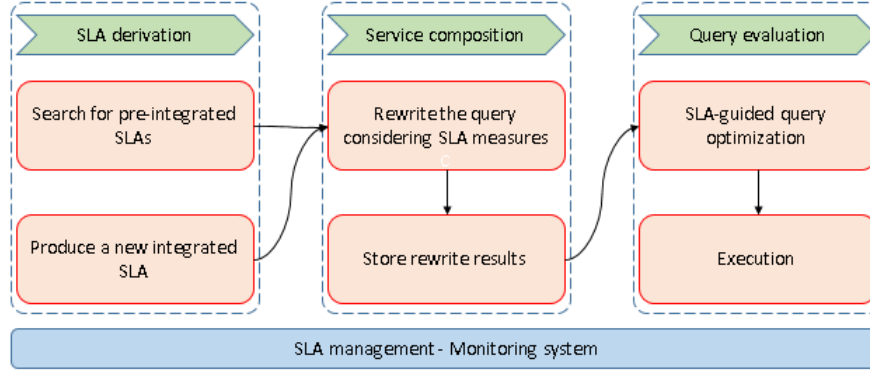 SLA derivation
Search for pre-integrated
SLAs
Produce a new integrated
SLA
Service composition
Rewrite the query
considering SLA measures
C
Store rewrite results
Query evaluation
SLA-guided query
optimization
Execution
SLA management - Monitoring system